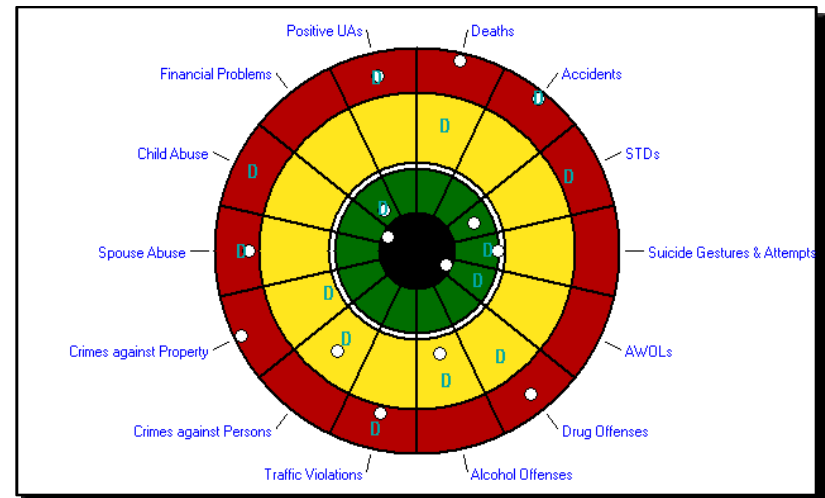 Positive UAs
Deaths
Financial Problems
Accidents
Child Abuse
STDs
Spouse Abuse
Suicide Gestures & Attempts
Crimes against Property
AWOLs
Crimes against Persons
Drug Offenses
Traffic Violations
Alcohol Offenses
D
D
D
D
D
D
D
D
D
D
D
D
D
D